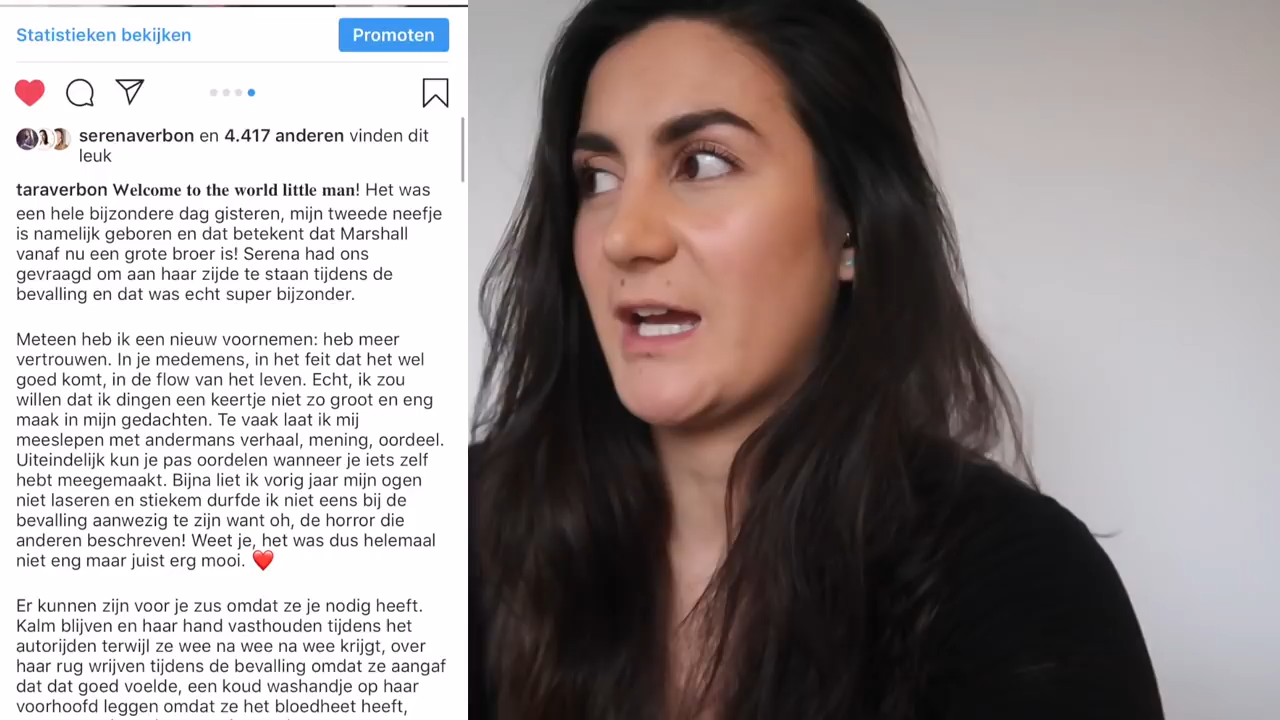 Statistieken bekijken
Promoten
serenaverbon en 4.417 anderen vinden dit
leuk
taraverbon Welcome to the world little man! Het was
een hele bijzondere dag gisteren, mijn tweede neefje
is namelijk geboren en dat betekent dat Marshall
vanaf nu een grote broer is! Serena had ons
gevraagd om aan haar zijde te staan tijdens de
bevalling en dat was echt super bijzonder.
Meteen heb ik een nieuw voornemen: heb meer
vertrouwen. In je medemens, in het feit dat het wel
goed komt, in de flow van het leven. Echt, ik zou
willen dat ik dingen een keertje niet zo groot en eng
maak in mijn gedachten. Te vaak laat ik mij
meeslepen met andermans verhaal, mening, oordeel.
Uiteindelijk kun je pas oordelen wanneer je iets zelf
hebt meegemaakt. Bijna liet ik vorig jaar mijn ogen
niet laseren en stiekem durfde ik niet eens bij de
bevalling aanwezig te zijn want oh, de horror die
anderen beschreven! Weet je, het was dus helemaal
niet eng maar juist erg mooi. ❤️
Er kunnen zijn voor je zus omdat ze je nodig heeft.
Kalm blijven en haar hand vasthouden tijdens het
autorijden terwijl ze wee na wee na wee krijgt, over
haar rug wrijven tijdens de bevalling omdat ze aangaf
dat dat goed voelde, een koud washandje op haar
voorhoofd leggen omdat ze het bloedheet heeft,